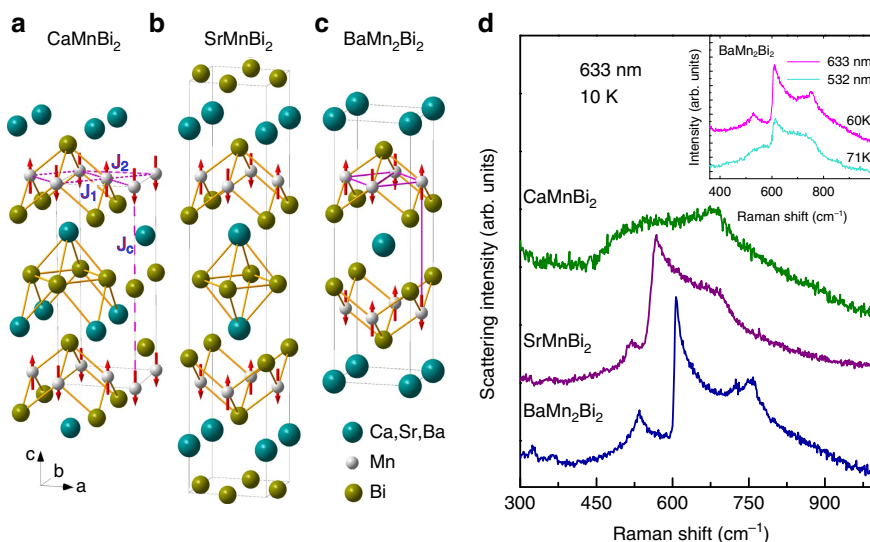 a
CaMnBi2
b
SrMnBi2
c
BaMn2Bi2
J2
J1
Jc
c
b
a
Ca,Sr,Ba
Mn
Bi
d
633 nm
10 K
CaMnBi2
SrMnBi2
BaMn2Bi2
Scattering intensity (arb. units)
300 450 600 750 900
Raman shift (cm−1)
BaMn2Bi2
633 nm
532 nm
60K
71K
Intensity (arb. units)
400 600 800
Raman shift (cm−1)